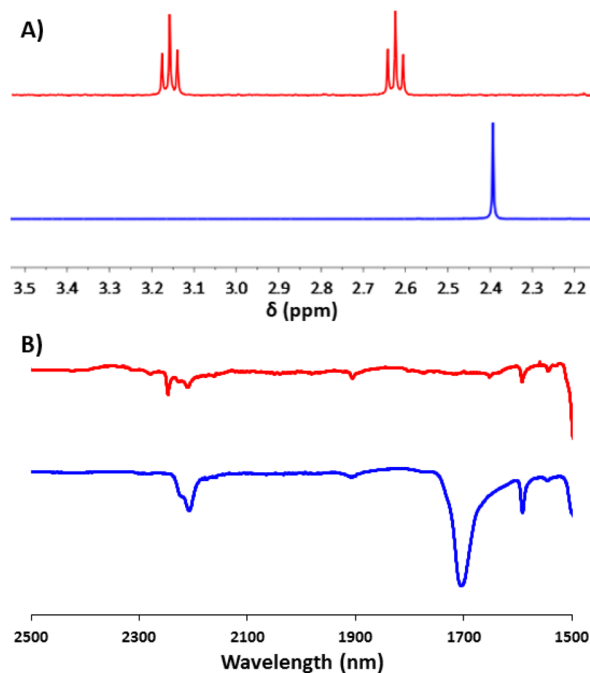 A)
3.5 3.4 3.3 3.2 3.1 3.0 2.9 2.8 2.7 2.6 2.5 2.4 2.3 2.2
δ (ppm)
B)
2500 2300 2100 1900 1700 1500
Wavelength (nm)